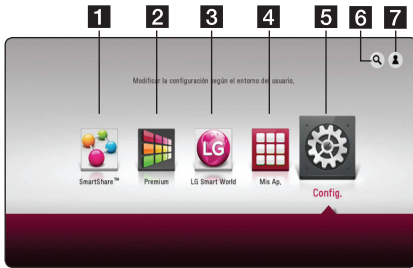 1 2 3 4 5 6 7
Modificar la configuración según el entorno del usuario.
LG
SmartShare™ Premium LG Smart World Mis Ap. Config.